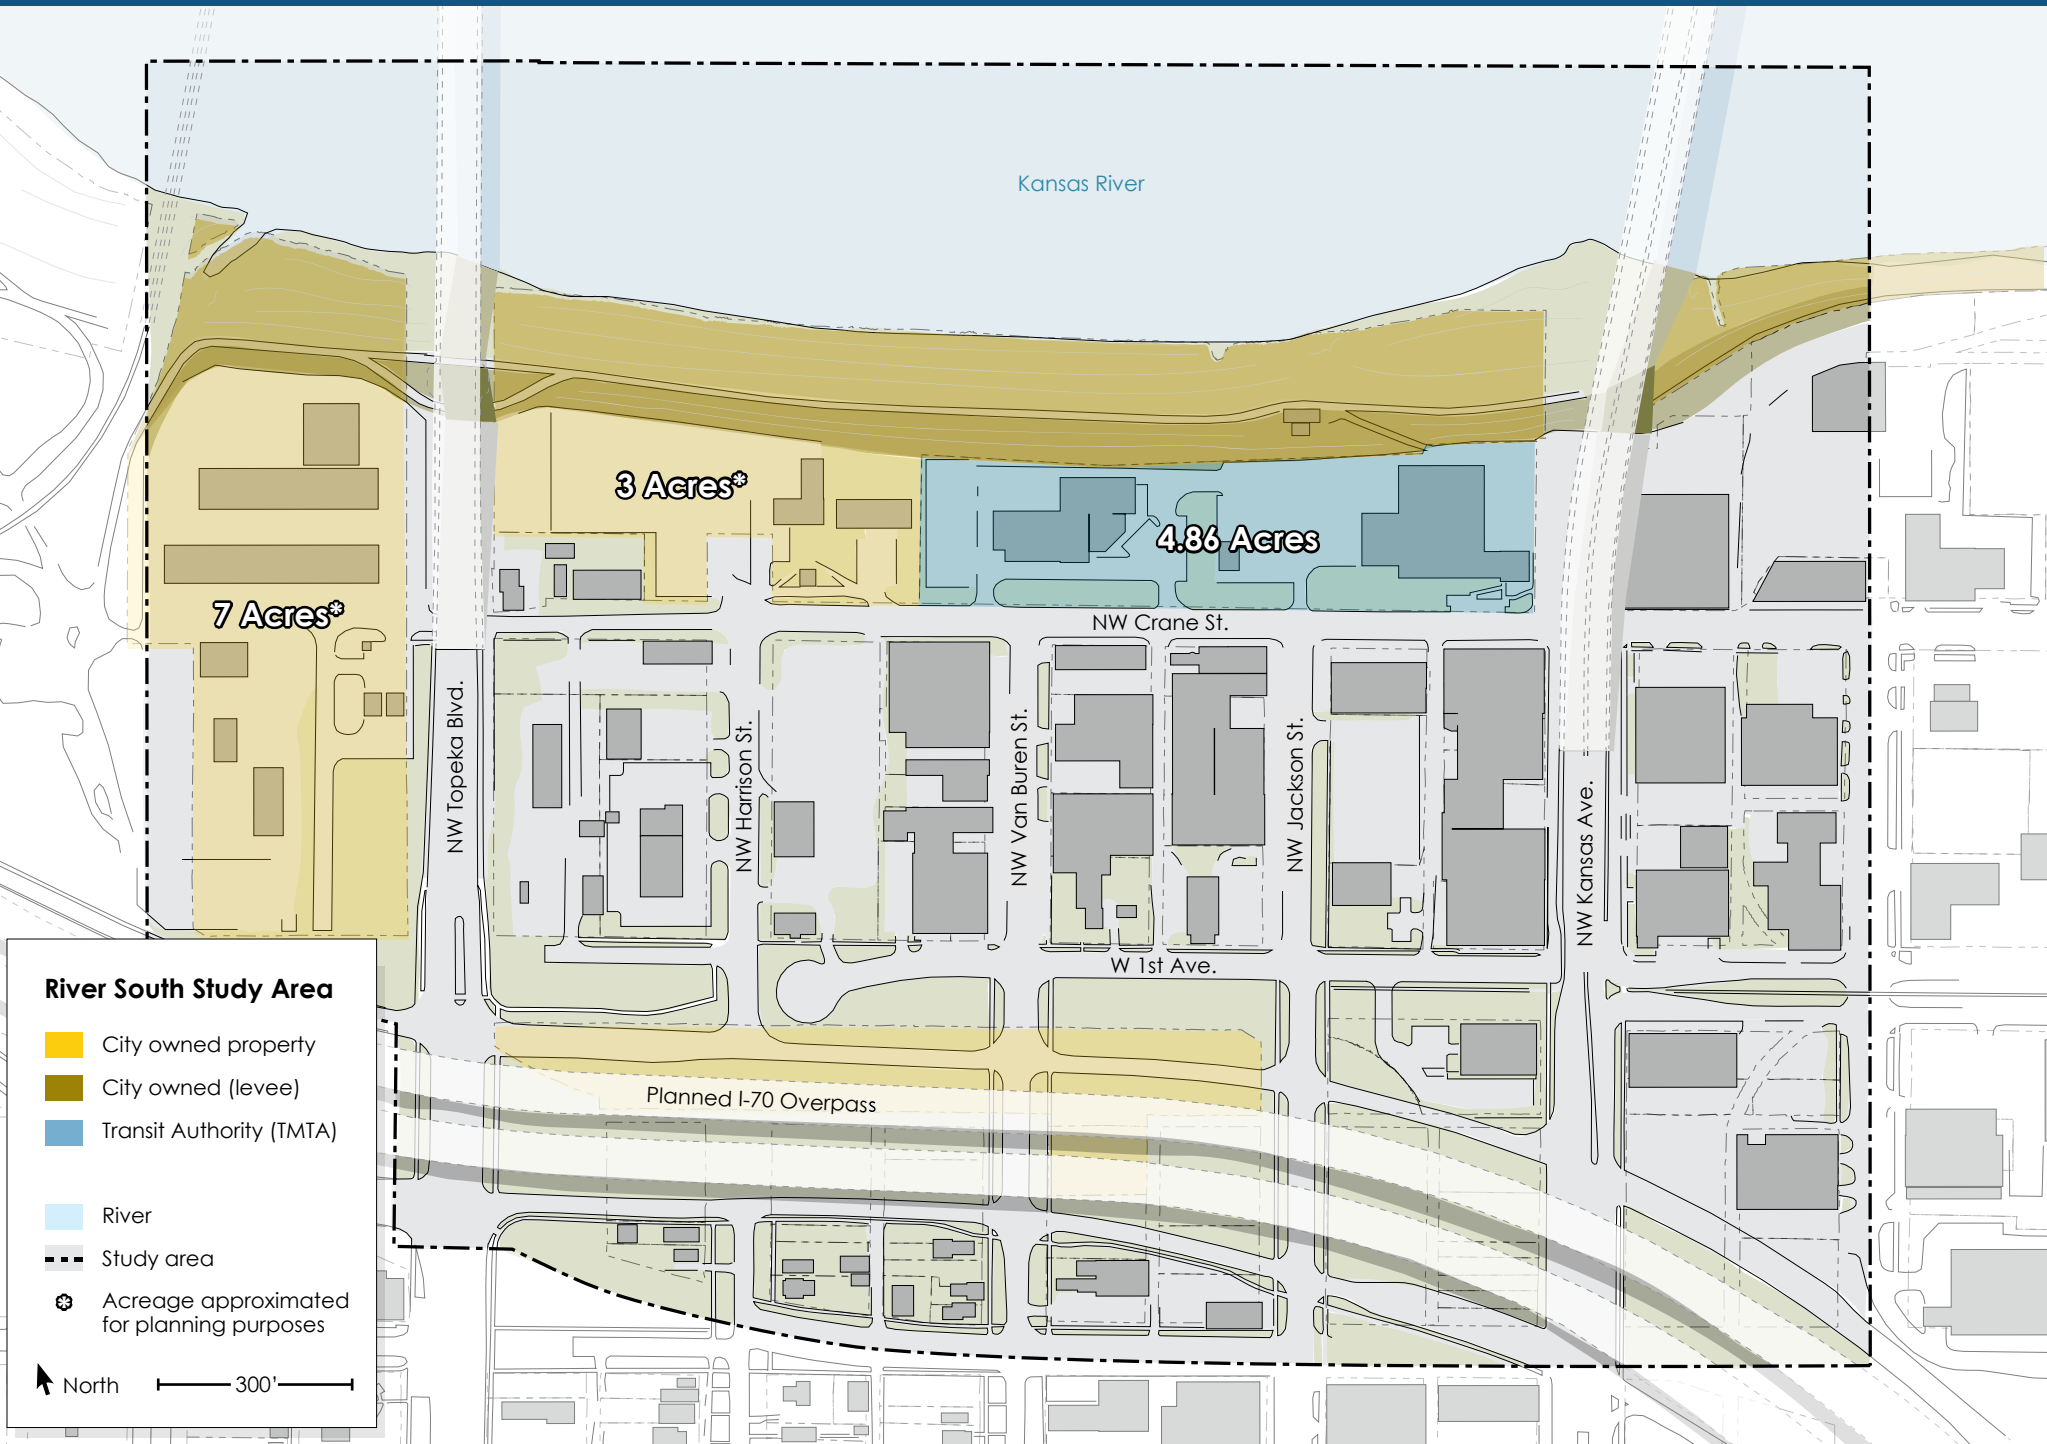 Kansas River
3 Acres*
4.86 Acres
7 Acres*
NW Crane St.
NW Topeka Blvd.
NW Harrison St.
NW Van Buren St.
NW Jackson St.
NW Kansas Ave.
W 1st Ave.
Planned I-70 Overpass
River South Study Area
City owned property
City owned (levee)
Transit Authority (TMTA)
River
Study area
Acreage approximated
for planning purposes
North
300'